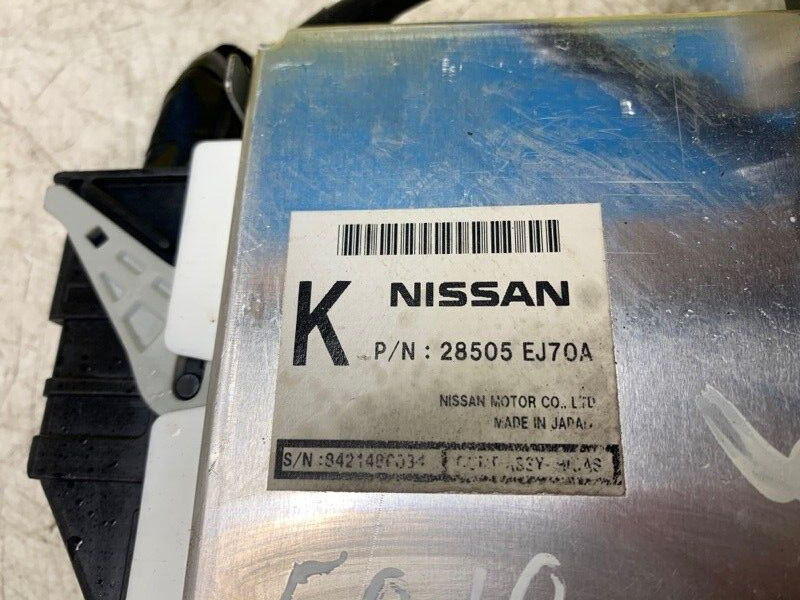 K
NISSAN
P/N : 28505 EJ70A
NISSAN MOTOR CO., LTD
MADE IN JAPAN
S/N :